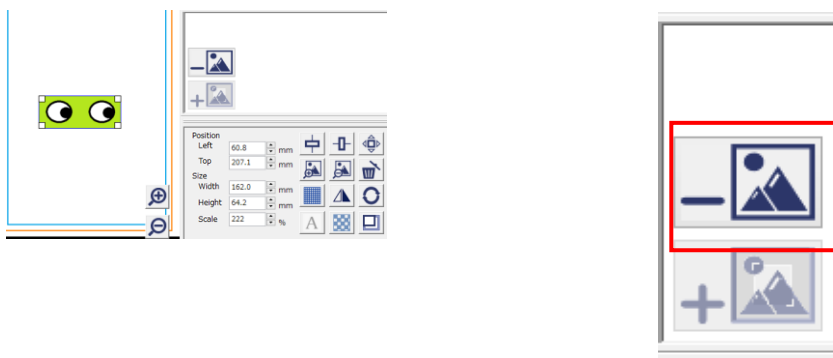 Position
Left 60.8 mm
Top 207.1 mm
Size
Width 162.0 mm
Height 64.2 mm
Scale 222 %
A